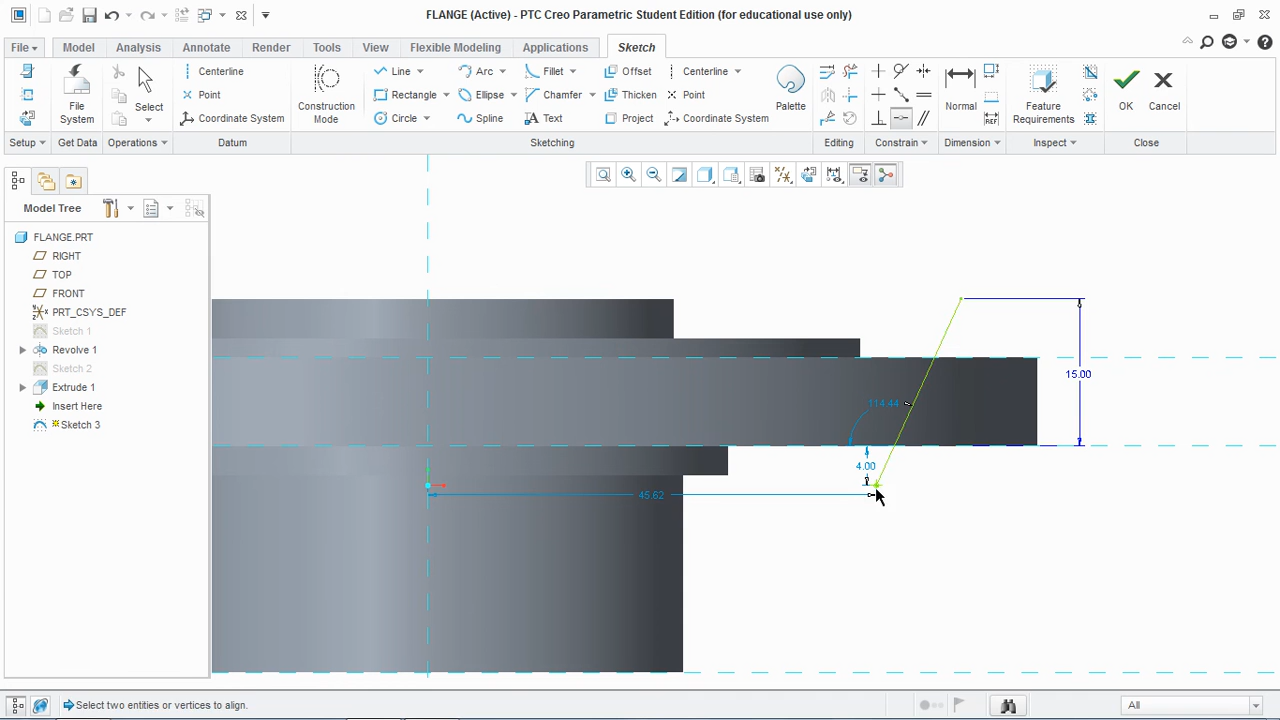 FLANGE (Active) - PTC Creo Parametric Student Edition (for educational use only)
File Model Analysis Annotate Render Tools View Flexible Modeling Applications Sketch
Setup
File System
Get Data
Select
Operations
Centerline
Point
Coordinate System
Datum
Construction Mode
Line Arc Fillet Offset Centerline
Rectangle Ellipse Chamfer Thicken Point
Circle Spline Text Project Coordinate System
Palette
Sketching
Editing
Constrain
Normal
Dimension
Feature Requirements
Inspect
OK
Cancel
Close
Model Tree
FLANGE.PRT
RIGHT
TOP
FRONT
PRT_CSYS_DEF
Sketch 1
Revolve 1
Sketch 2
Extrude 1
Insert Here
Sketch 3
15.00
114.44
4.00
45.62
Select two entities or vertices to align.
All